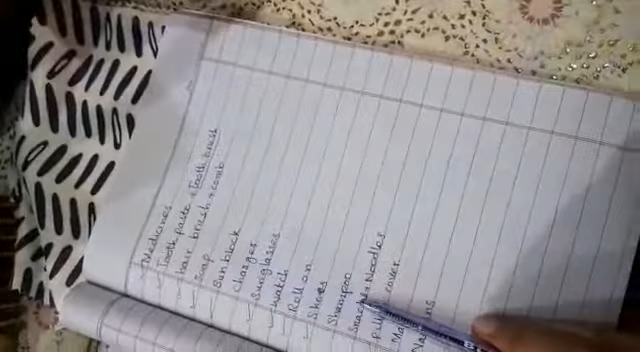 Medicines
✓ Tooth paste + Tooth brush
✓ hair brush + comb
✓ soap
✓ Sunblock
Charger
✓ Sunglasses
✓ Watch
✓ Roll on
✓ Shoes
Shampoo
Snacks + Noodles
cover